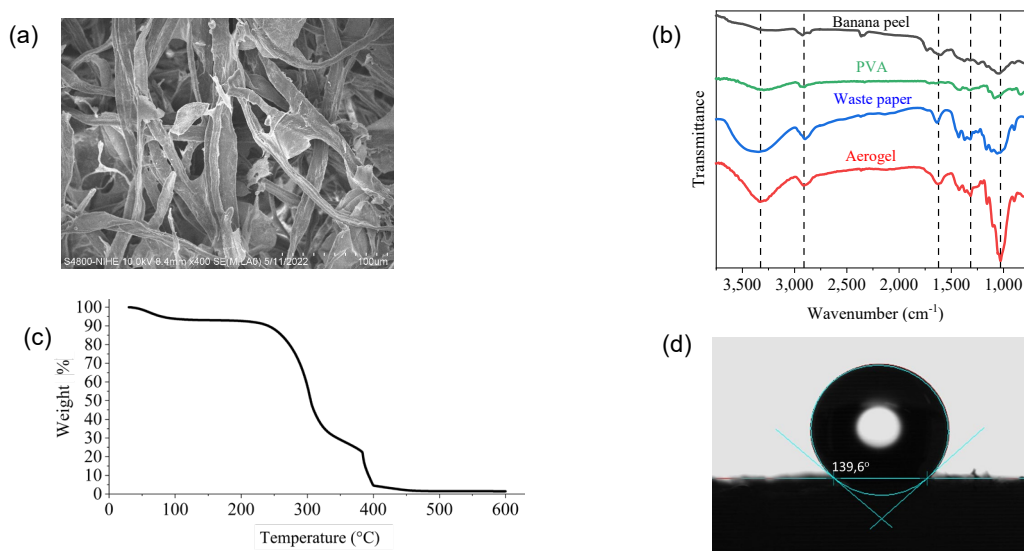 (a)
S4800-NIHE 10.0kV 8.4mm x400 SE(M,LA0) 5/11/2022 100um
(b)
Banana peel
PVA
Waste paper
Aerogel
Transmittance
3,500 3,000 2,500 2,000 1,500 1,000
Wavenumber (cm⁻¹)
(c)
Weight [%]
100
90
80
70
60
50
40
30
20
10
0
0 100 200 300 400 500 600
Temperature (°C)
(d)
139,6°